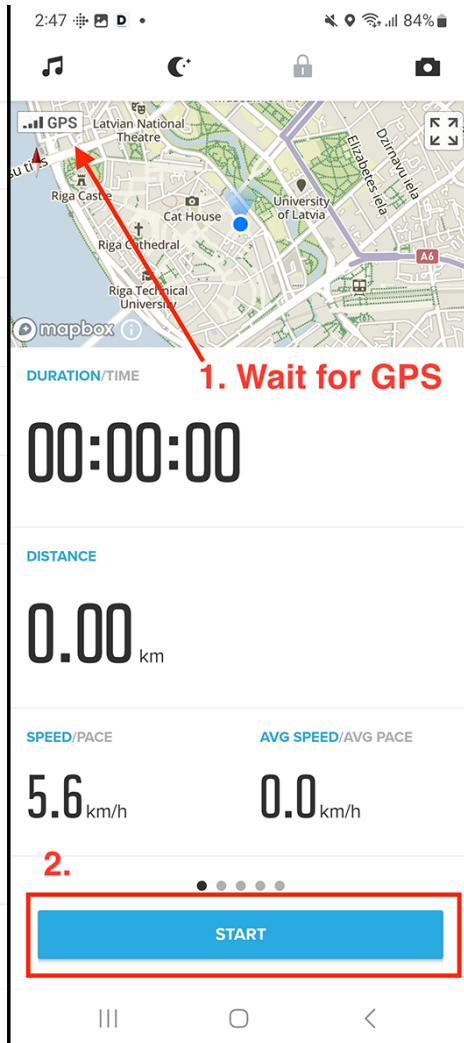 2:47 D 84%
GPS
Latvian National
Theatre
Elizabetes iela
Dzirnavu iela
Riga Castle
Cat House
University
of Latvia
Riga Cathedral
A6
Riga Technical
University
mapbox
1. Wait for GPS
DURATION/TIME
00:00:00
DISTANCE
0.00 km
SPEED/PACE AVG SPEED/AVG PACE
5.6 km/h 0.0 km/h
2.
START